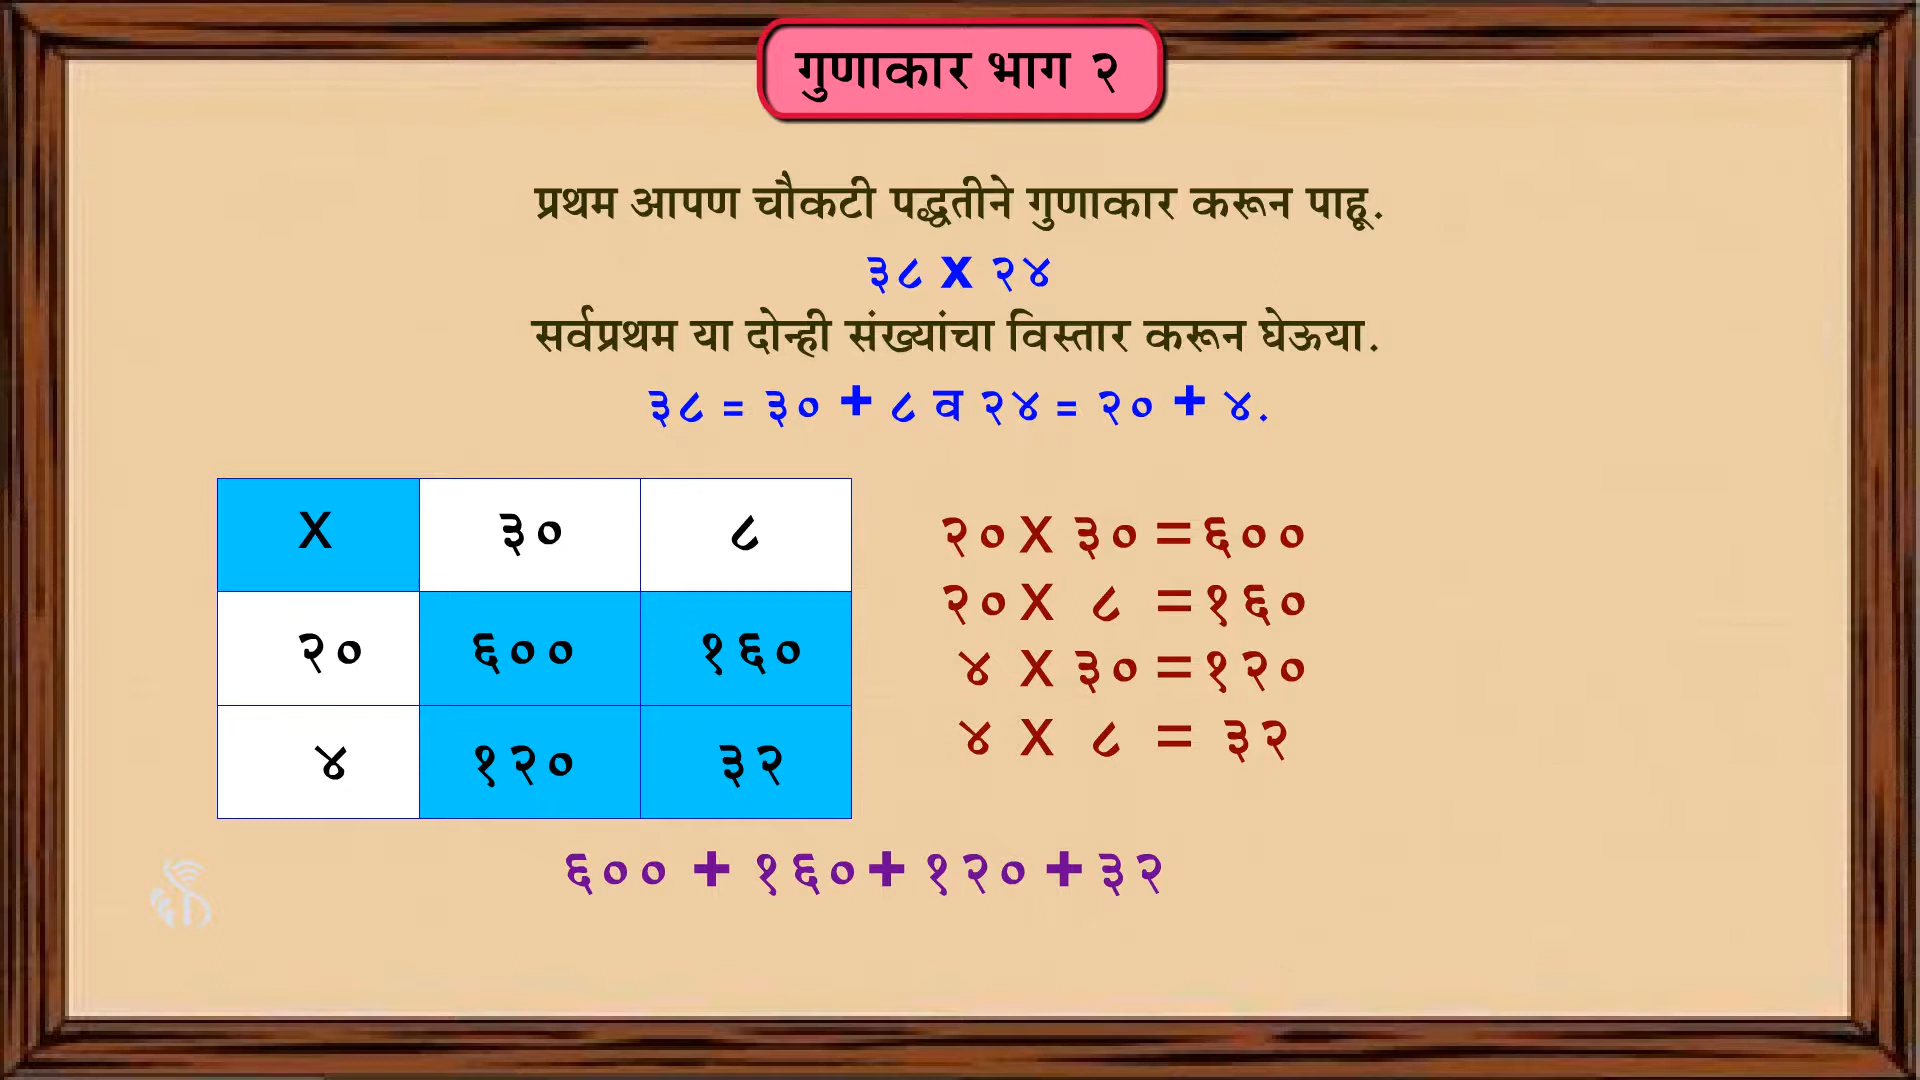 गुणाकार भाग २
प्रथम आपण चौकटी पद्धतीने गुणाकार करून पाहू.
३८ x २४
सर्वप्रथम या दोन्ही संख्यांचा विस्तार करून घेऊया.
३८ = ३० + ८ व २४ = २० + ४.
X ३० ८
२० ६०० १६०
४ १२० ३२
२० X ३० = ६००
२० X ८ = १६०
४ X ३० = १२०
४ X ८ = ३२
६०० + १६० + १२० + ३२